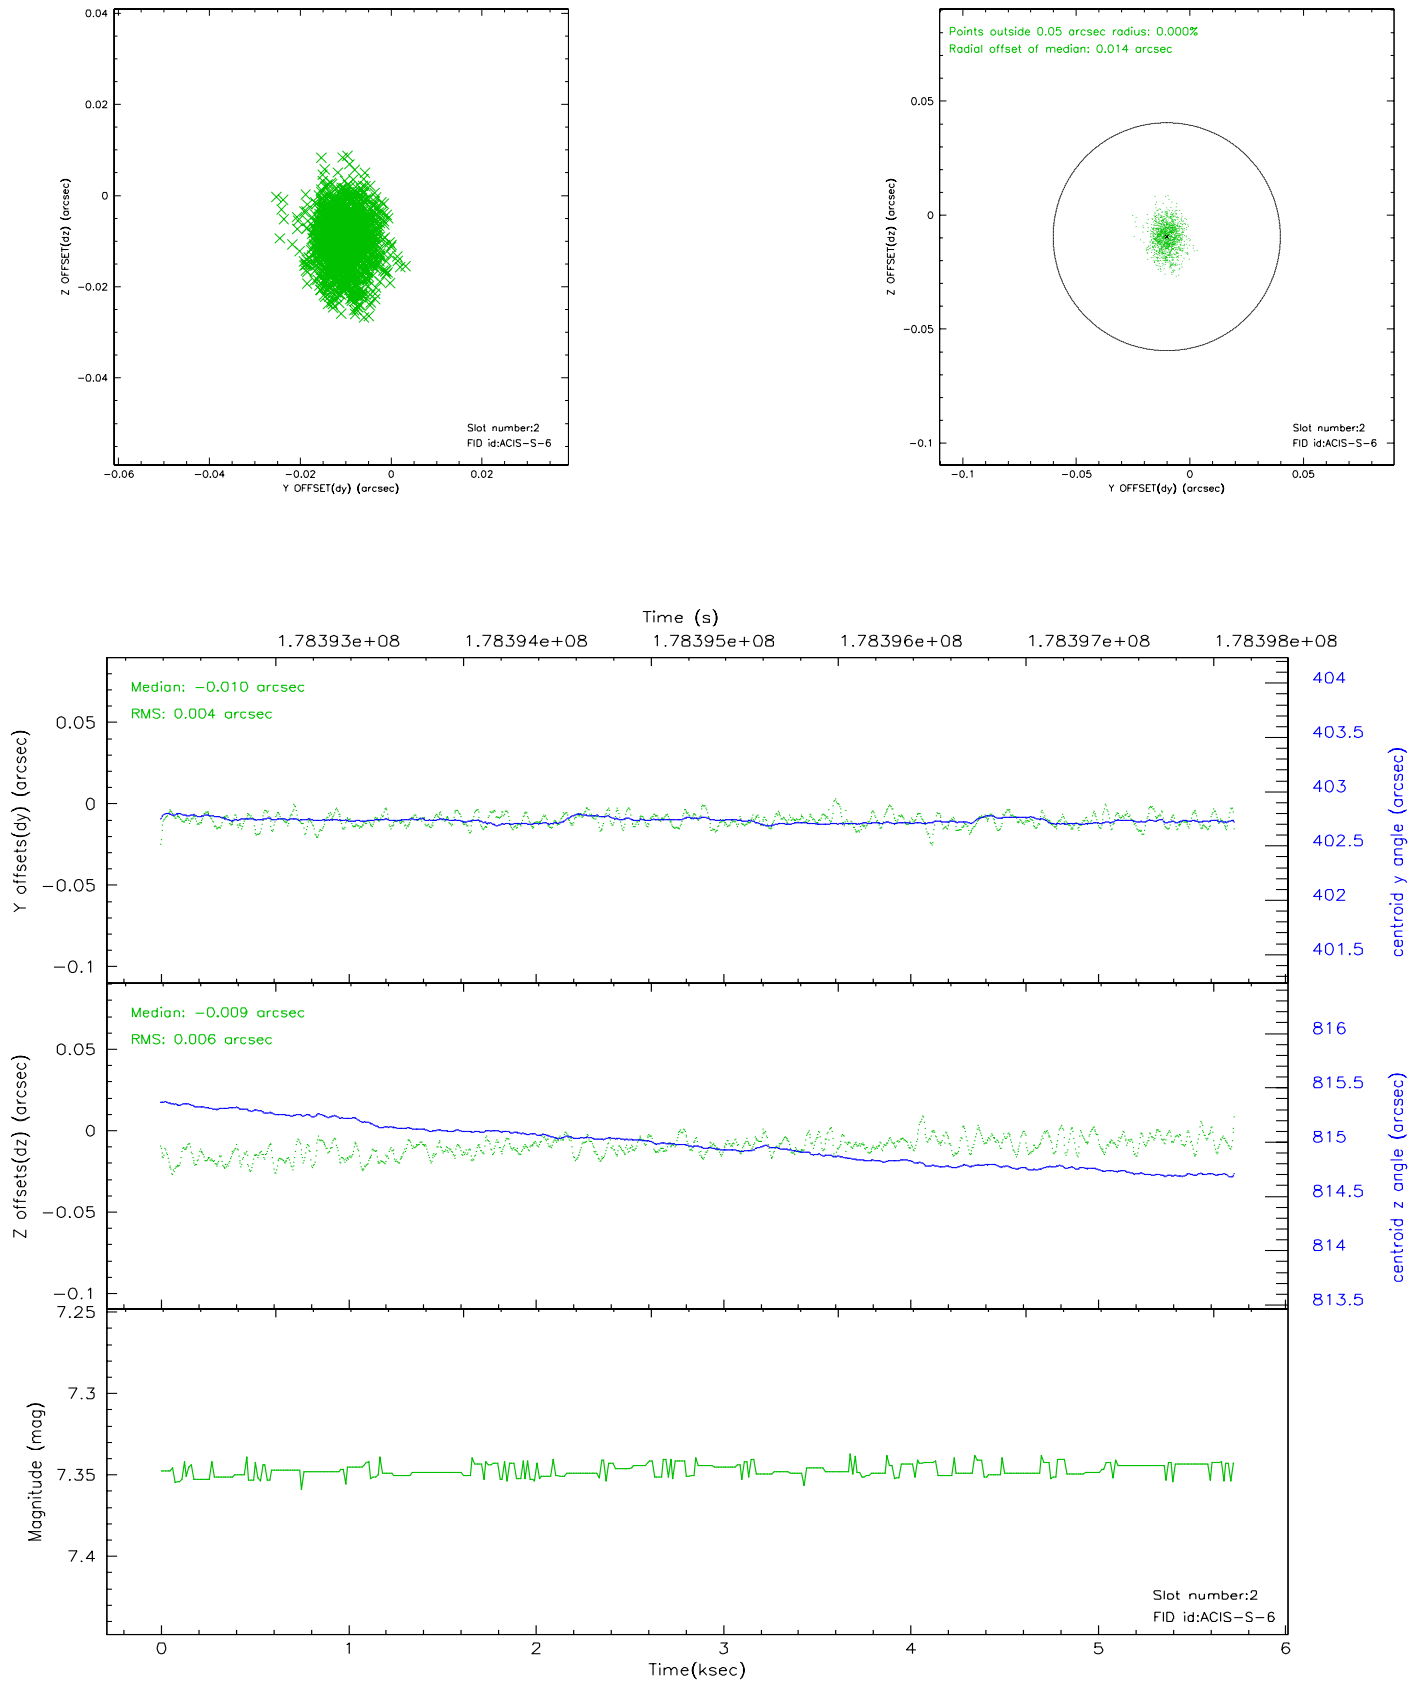 0.04
0.02
0
−0.02
−0.04
Z OFFSET(dz) (arcsec)
Slot number:2
FID id:ACIS−S−6
−0.06
−0.04
−0.02
0
0.02
Y OFFSET(dy) (arcsec)
Points outside 0.05 arcsec radius: 0.000%
Radial offset of median: 0.014 arcsec
0.05
0
−0.05
−0.1
Z OFFSET(dz) (arcsec)
Slot number:2
FID id:ACIS−S−6
−0.1
−0.05
0
0.05
Y OFFSET(dy) (arcsec)
Time (s)
1.78393e+08
1.78394e+08
1.78395e+08
1.78396e+08
1.78397e+08
1.78398e+08
Median: −0.010 arcsec
RMS: 0.004 arcsec
0.05
0
−0.05
−0.1
Y offsets(dy) (arcsec)
404
403.5
403
402.5
402
401.5
centroid y angle (arcsec)
Median: −0.009 arcsec
RMS: 0.006 arcsec
0.05
0
−0.05
−0.1
Z offsets(dz) (arcsec)
816
815.5
815
814.5
814
813.5
centroid z angle (arcsec)
7.25
7.3
7.35
7.4
Magnitude (mag)
Slot number:2
FID id:ACIS−S−6
0
1
2
3
4
5
6
Time(ksec)